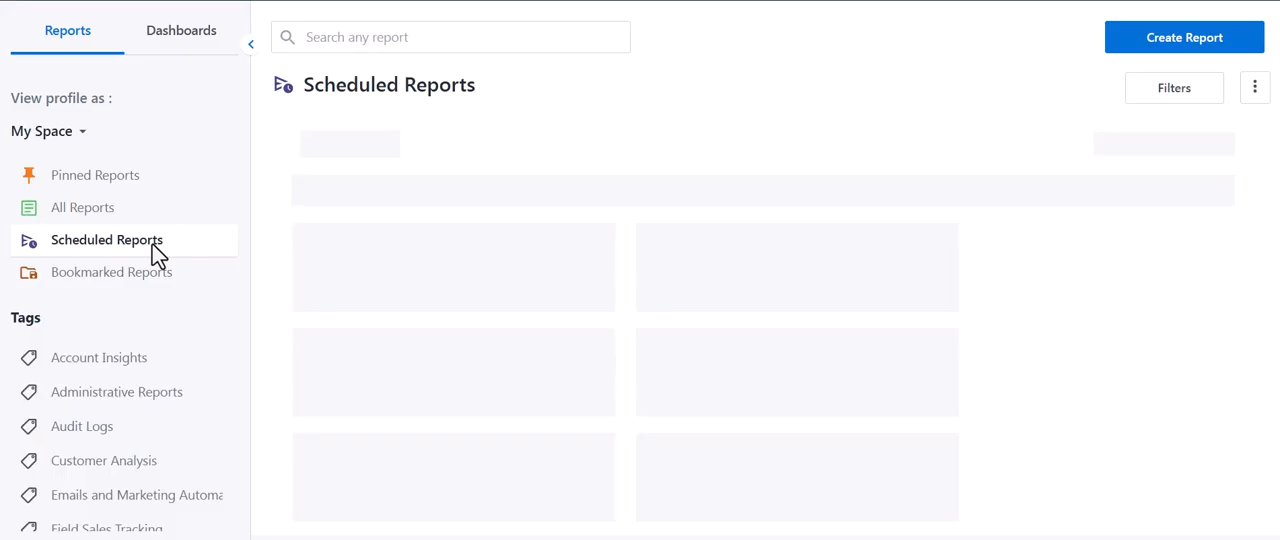 Reports
Dashboards
Search any report
Create Report
Scheduled Reports
Filters
View profile as :
My Space
Pinned Reports
All Reports
Scheduled Reports
Bookmarked Reports
Tags
Account Insights
Administrative Reports
Audit Logs
Customer Analysis
Emails and Marketing Automa
Field Sales Tracking